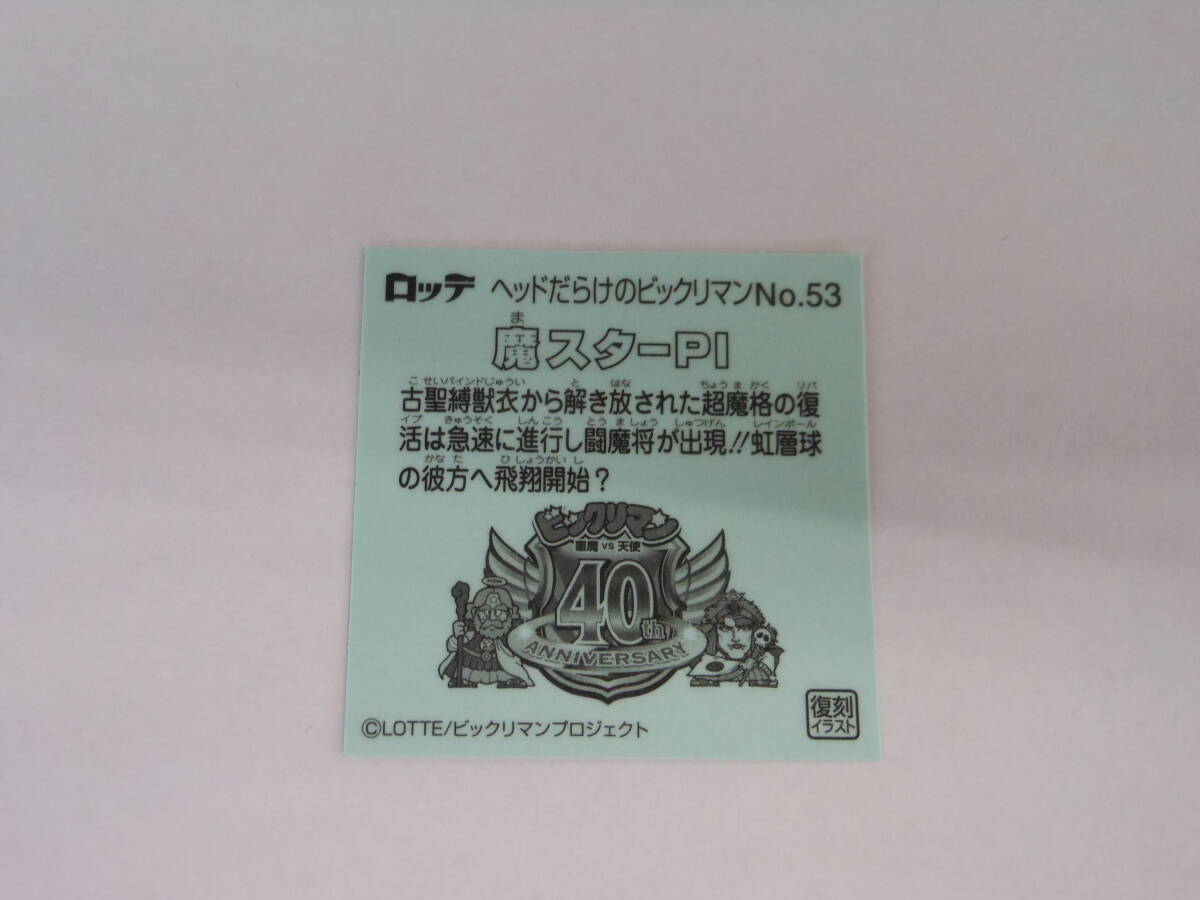 ロッテ ヘッドだらけのビックリマンNo.53
ま
魔スターPI
こ せいバインドじゅうい と はな ちょう ま かく リバ
古聖縛獣衣から解き放された超魔格の復
イブ きゅうそく しんこう とう ま しょう しゅつげん レインボール
活は急速に進行し闘魔将が出現!!虹層球
かなた ひ しょうかい し
の彼方へ飛翔開始?
ビックリマン
悪魔 VS 天使
40th
ANNIVERSARY
復刻
イラスト
©LOTTE/ビックリマンプロジェクト